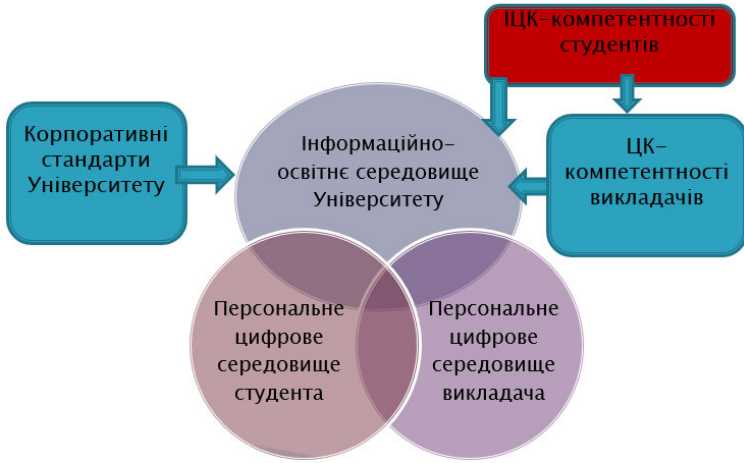 ІЦК-компетентності
студентів
Корпоративні
стандарти
Університету
Інформаційно-
освітнє середовище
Університету
ЦК-
компетентності
викладачів
Персональне
цифрове
середовище
студента
Персональне
цифрове
середовище
викладача